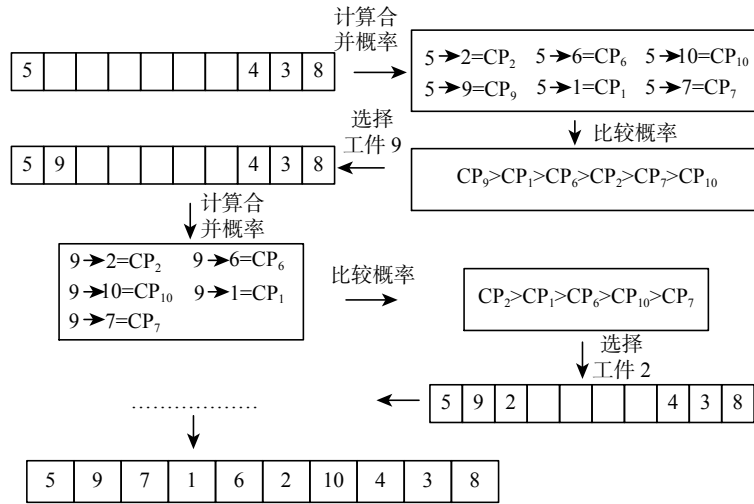 计算合
并概率
5 4 3 8
5→2=CP₂ 5→6=CP₆ 5→10=CP₁₀
5→9=CP₉ 5→1=CP₁ 5→7=CP₇
选择
工件 9
比较概率
5 9 4 3 8
CP₉>CP₁>CP₆>CP₂>CP₇>CP₁₀
计算合
并概率
9→2=CP₂ 9→6=CP₆
9→10=CP₁₀ 9→1=CP₁
9→7=CP₇
比较概率
CP₂>CP₁>CP₆>CP₁₀>CP₇
选择
工件 2
5 9 2 4 3 8
…………………
5 9 7 1 6 2 10 4 3 8